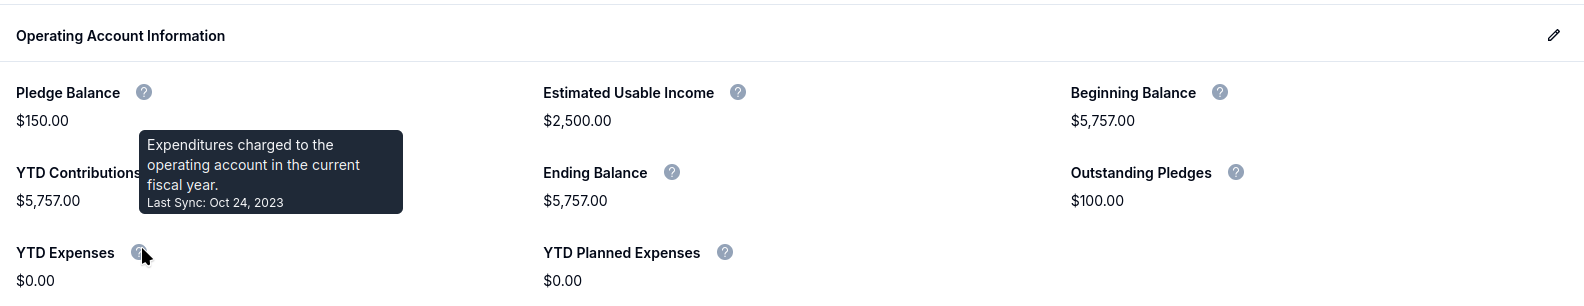 Operating Account Information
Pledge Balance ?
Estimated Usable Income ?
Beginning Balance ?
$150.00
$2,500.00
$5,757.00
Expenditures charged to the
operating account in the current
fiscal year.
Last Sync: Oct 24, 2023
YTD Contributions
Ending Balance ?
Outstanding Pledges ?
$5,757.00
$5,757.00
$100.00
YTD Expenses ?
YTD Planned Expenses ?
$0.00
$0.00